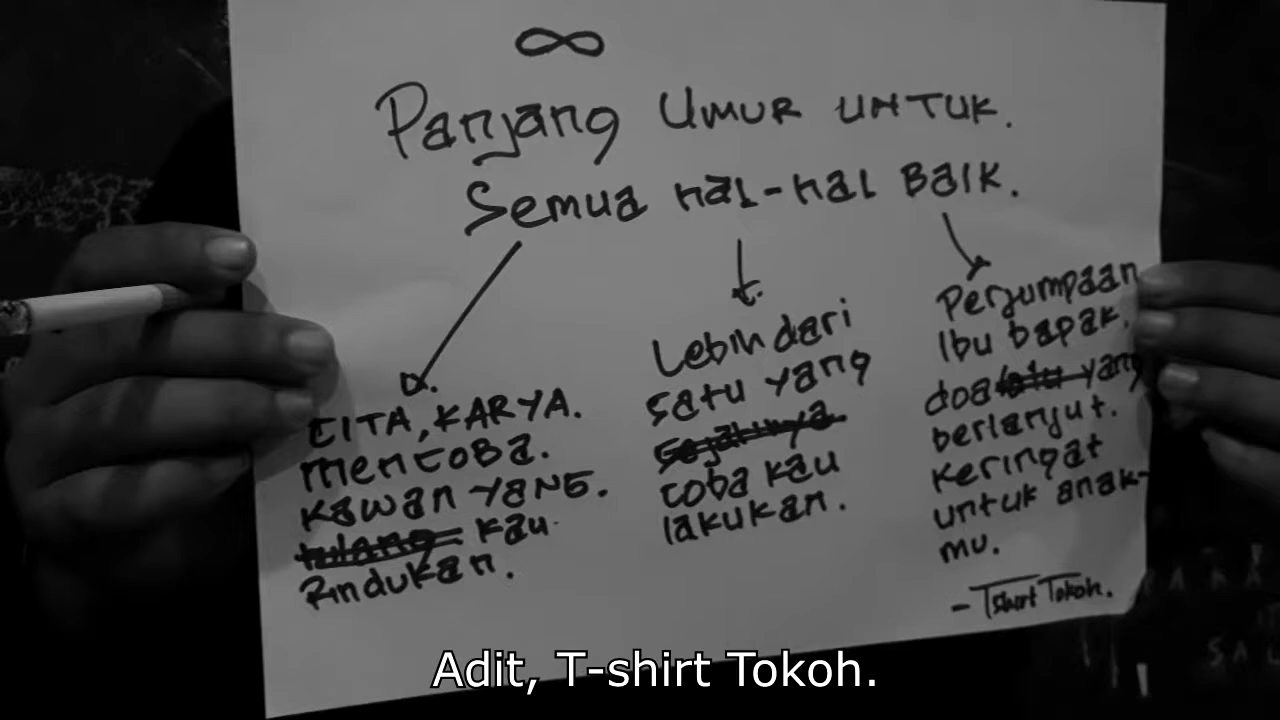 ∞
Panjang Umur UNTUK.
Semua hal-hal Baik.
CITA, KARYA.
mencoba.
Kawan YANG.
kau
Rindukan.
Lebih dari
satu yang
coba kau
lakukan.
Perjumpaan
Ibu bapak.
doa yang
berlanjut.
Keringat
untuk anak-
mu.
- Tshirt Tokoh.
Adit, T-shirt Tokoh.